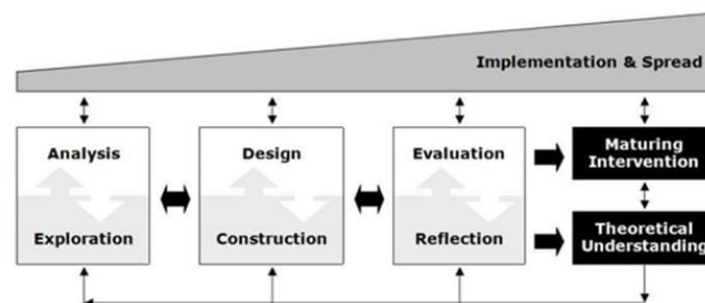 Implementation & Spread
Analysis
Exploration
Design
Construction
Evaluation
Reflection
Maturing
Intervention
Theoretical
Understanding